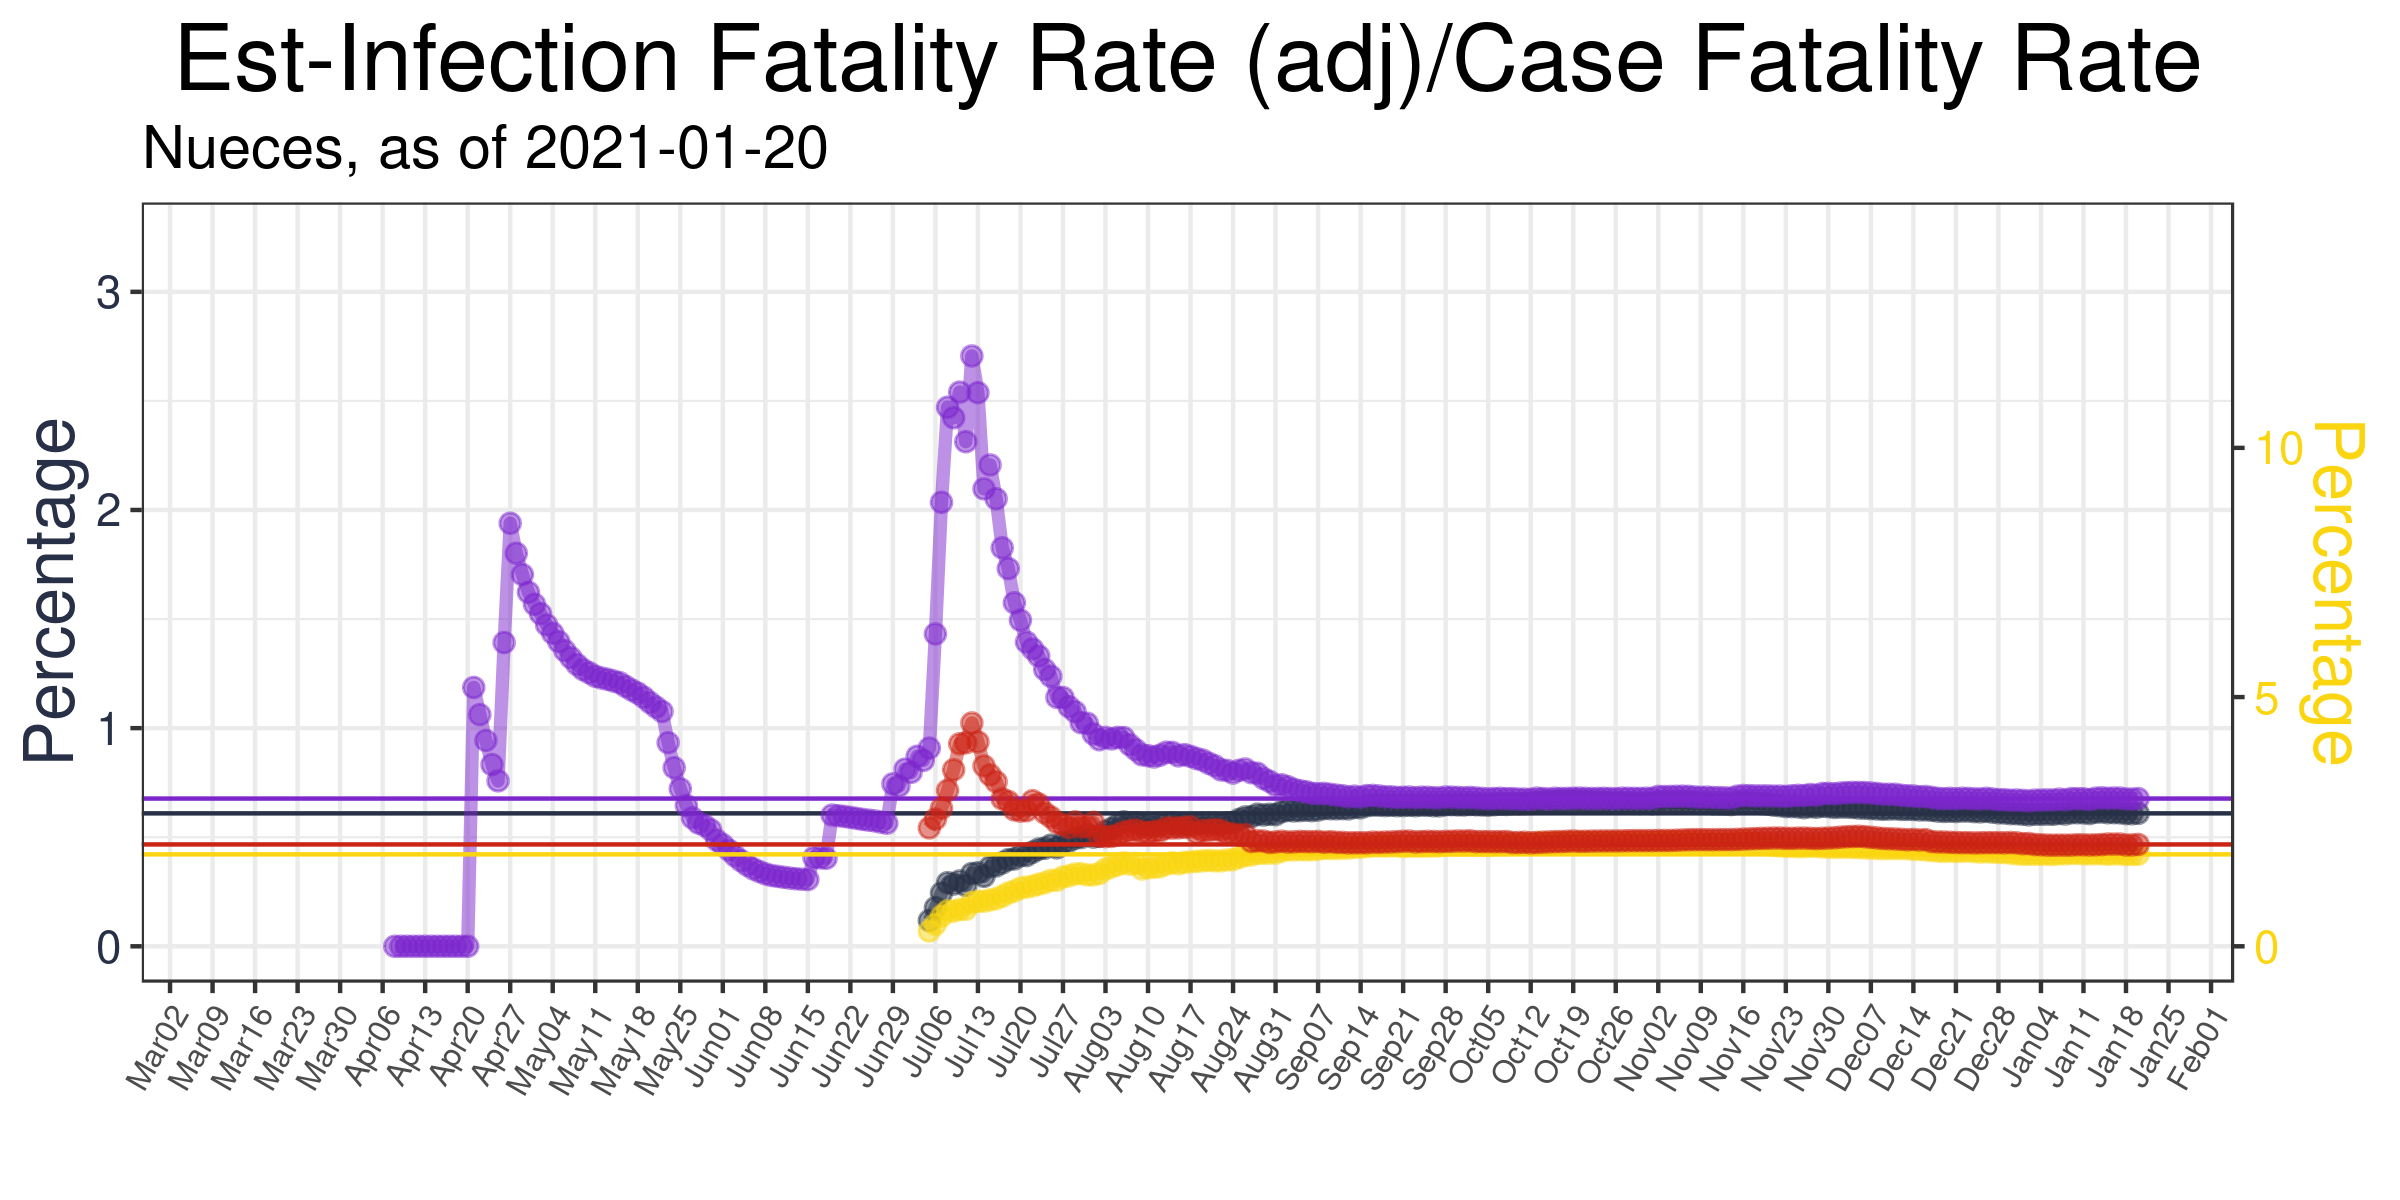 Est-Infection Fatality Rate (adj)/Case Fatality Rate
Nueces, as of 2021-01-20
Percentage
3
2
1
0
10
5
0
Percentage
Mar02
Mar09
Mar16
Mar23
Mar30
Apr06
Apr13
Apr20
Apr27
May04
May11
May18
May25
Jun01
Jun08
Jun15
Jun22
Jun29
Jul06
Jul13
Jul20
Jul27
Aug03
Aug10
Aug17
Aug24
Aug31
Sep07
Sep14
Sep21
Sep28
Oct05
Oct12
Oct19
Oct26
Nov02
Nov09
Nov16
Nov23
Nov30
Dec07
Dec14
Dec21
Dec28
Jan04
Jan11
Jan18
Jan25
Feb01